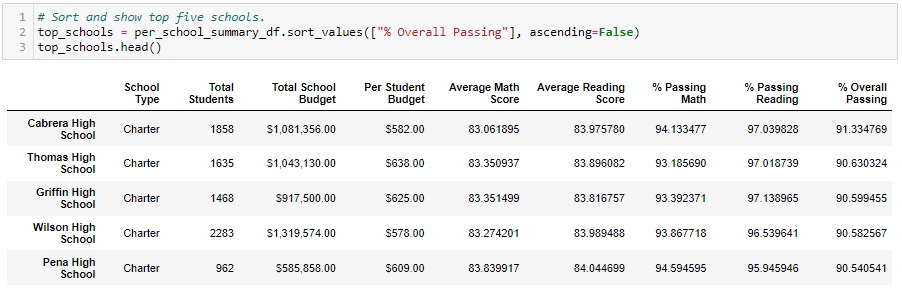 1 # Sort and show top five schools.
2 top_schools = per_school_summary_df.sort_values(["% Overall Passing"], ascending=False)
3 top_schools.head()
School Type Total Students Total School Budget Per Student Budget Average Math Score Average Reading Score % Passing Math % Passing Reading % Overall Passing
Cabrera High School Charter 1858 $1,081,356.00 $582.00 83.061895 83.975780 94.133477 97.039828 91.334769
Thomas High School Charter 1635 $1,043,130.00 $638.00 83.350937 83.896082 93.185690 97.018739 90.630324
Griffin High School Charter 1468 $917,500.00 $625.00 83.351499 83.816757 93.392371 97.138965 90.599455
Wilson High School Charter 2283 $1,319,574.00 $578.00 83.274201 83.989488 93.867718 96.539641 90.582567
Pena High School Charter 962 $585,858.00 $609.00 83.839917 84.044699 94.594595 95.945946 90.540541